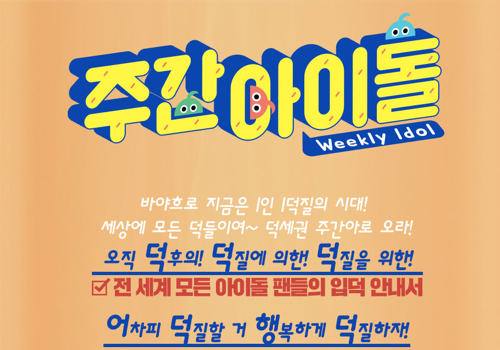 주간아이돌
Weekly Idol
바야흐로 지금은 1인 1덕질의 시대!
세상에 모든 덕들이여~ 덕세권 주간아로 오라!
오직 덕후의! 덕질에 의한! 덕질을 위한!
전 세계 모든 아이돌 팬들의 입덕 안내서
어차피 덕질할 거 행복하게 덕질하자!